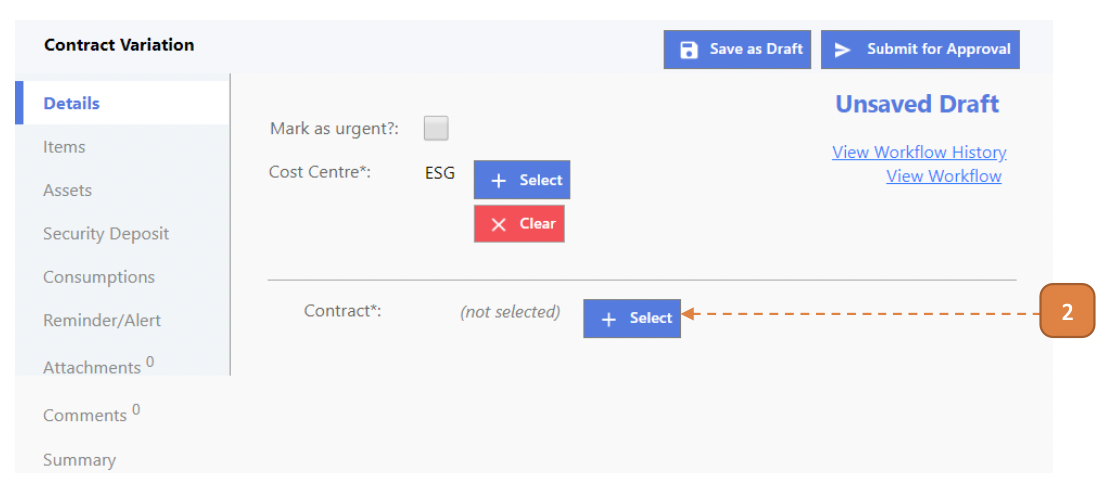 Contract Variation
Save as Draft
Submit for Approval
Details
Items
Assets
Security Deposit
Consumptions
Reminder/Alert
Attachments 0
Comments 0
Summary
Unsaved Draft
View Workflow History
View Workflow
Mark as urgent?:
Cost Centre*: ESG + Select
× Clear
Contract*: (not selected) + Select
2